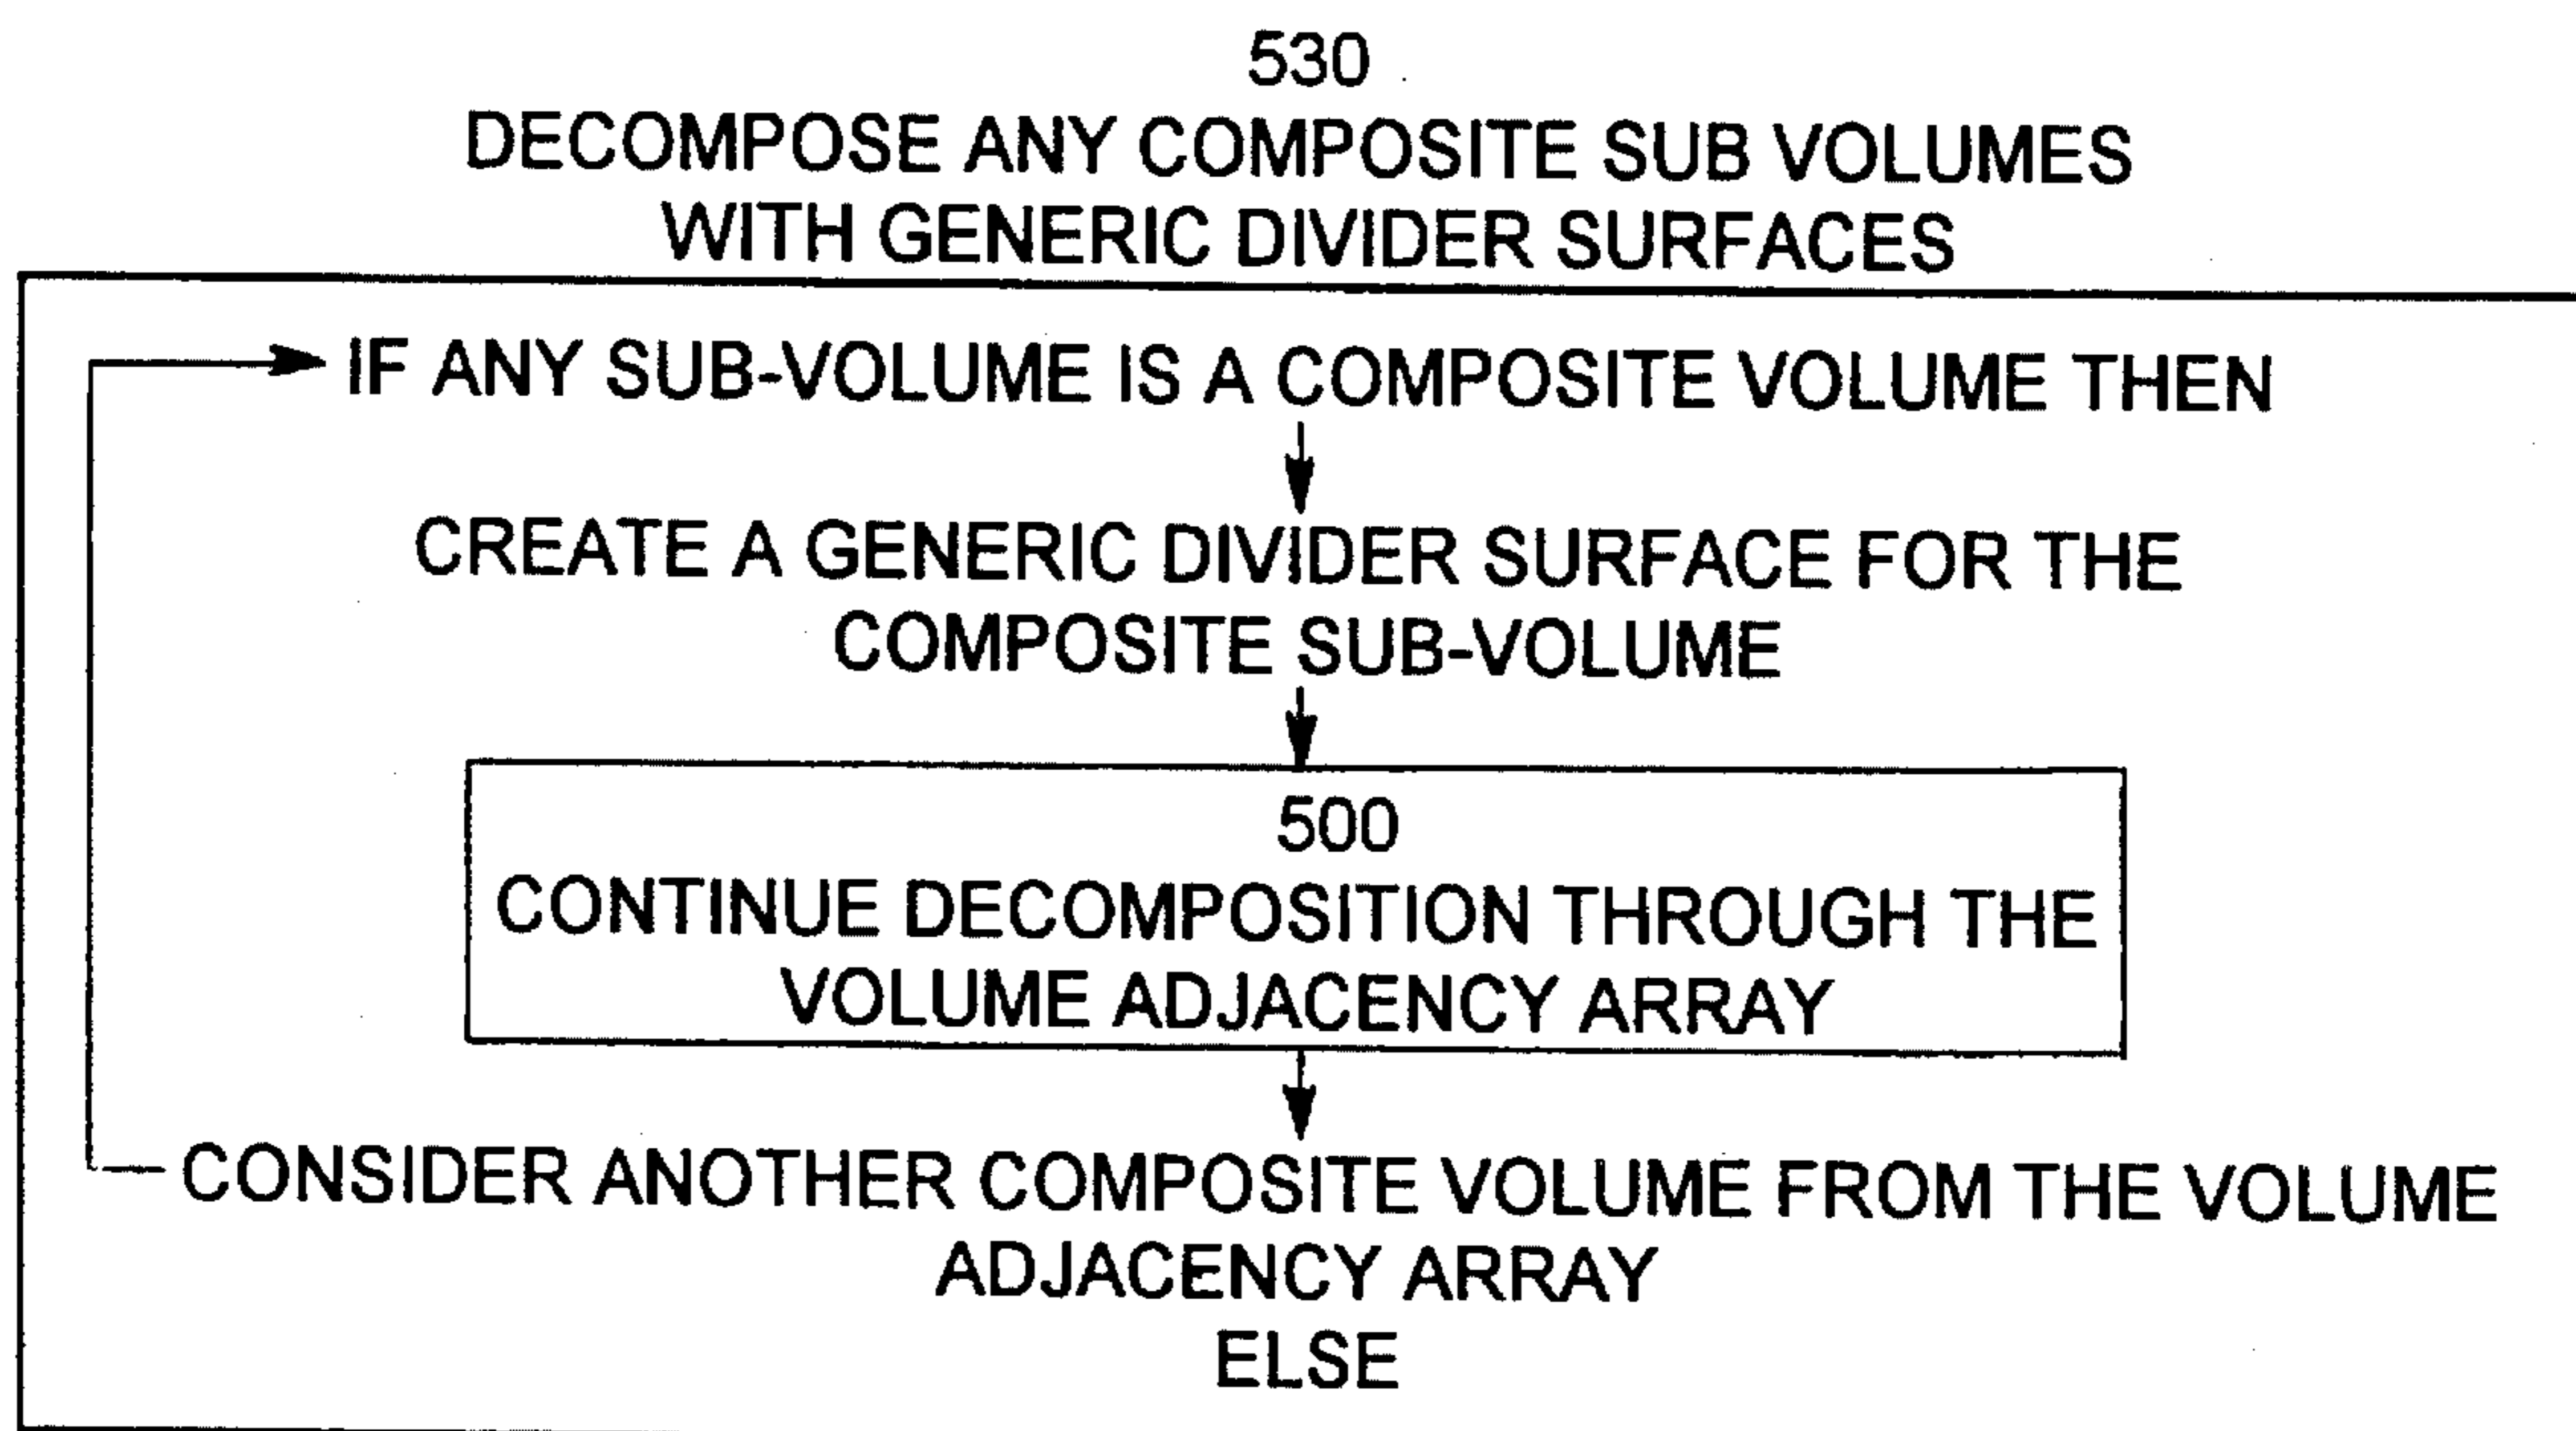 530
DECOMPOSE ANY COMPOSITE SUB VOLUMES
WITH GENERIC DIVIDER SURFACES
IF ANY SUB-VOLUME IS A COMPOSITE VOLUME THEN
CREATE A GENERIC DIVIDER SURFACE FOR THE
COMPOSITE SUB-VOLUME
500
CONTINUE DECOMPOSITION THROUGH THE
VOLUME ADJACENCY ARRAY
CONSIDER ANOTHER COMPOSITE VOLUME FROM THE VOLUME
ADJACENCY ARRAY
ELSE